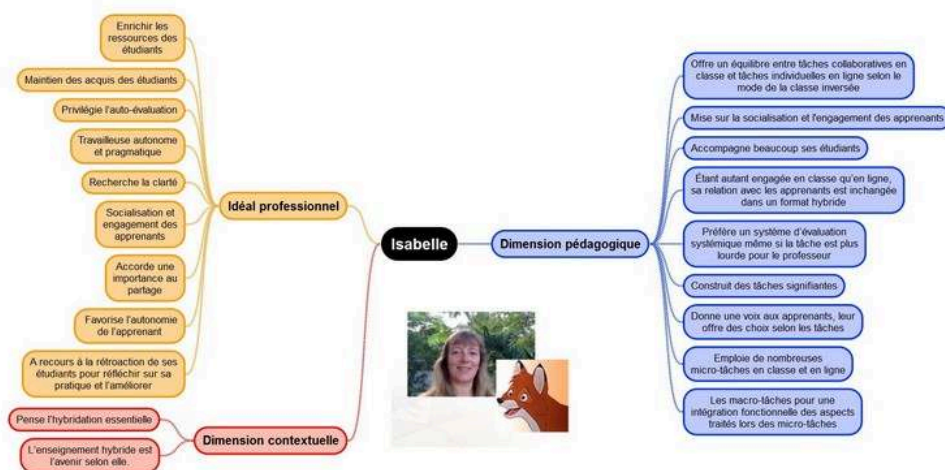 Isabelle
Idéal professionnel
Enrichir les
ressources des
étudiants
Maintien des acquis des étudiants
Privilégie l'auto-évaluation
Travailleuse autonome
et pragmatique
Recherche la clarté
Socialisation et
engagement des
apprenants
Accorde une
importance au
partage
Favorise l'autonomie
de l'apprenant
A recours à la rétroaction de ses
étudiants pour réfléchir sur sa
pratique et l'améliorer
Dimension contextuelle
Pense l'hybridation essentielle
L'enseignement hybride est
l'avenir selon elle.
Dimension pédagogique
Offre un équilibre entre tâches collaboratives en
classe et tâches individuelles en ligne selon le
mode de la classe inversée
Mise sur la socialisation et l'engagement des apprenants
Accompagne beaucoup ses étudiants
Étant autant engagée en classe qu'en ligne,
sa relation avec les apprenants est inchangée
dans un format hybride
Préfère un système d'évaluation
systémique même si la tâche est plus
lourde pour le professeur
Construit des tâches signifiantes
Donne une voix aux apprenants, leur
offre des choix selon les tâches
Emploie de nombreuses
micro-tâches en classe et en ligne
Les macro-tâches pour une
intégration fonctionnelle des aspects
traités lors des micro-tâches